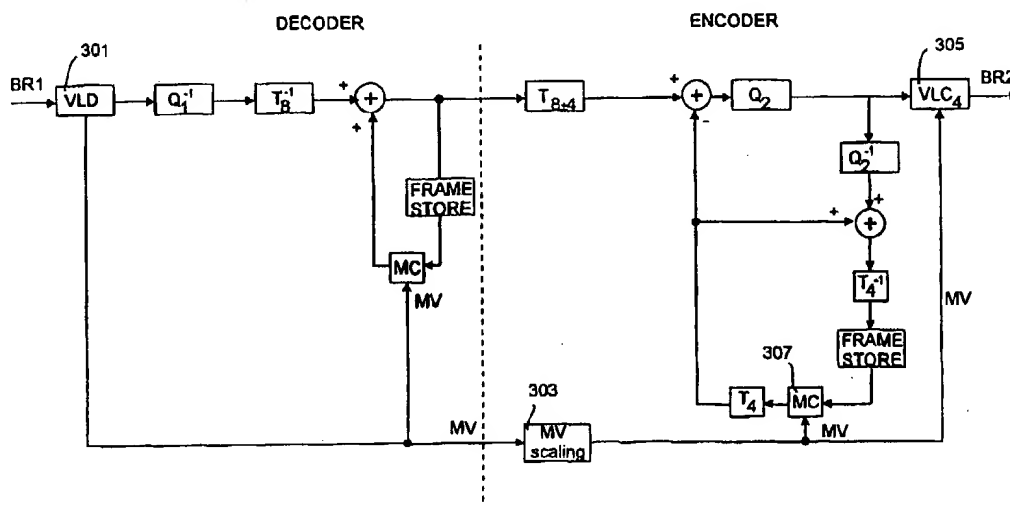 DECODER
ENCODER
301
305
BR1
VLD
Q₁⁻¹
T₈⁻¹
+
+
+
T₈₊₄
+
+
-
Q₂
VLC₄
BR2
Q₂⁻¹
FRAME
STORE
+
+
+
MC
MV
T₄⁻¹
MV
FRAME
STORE
307
303
T₄
MC
MV
MV
scaling
MV